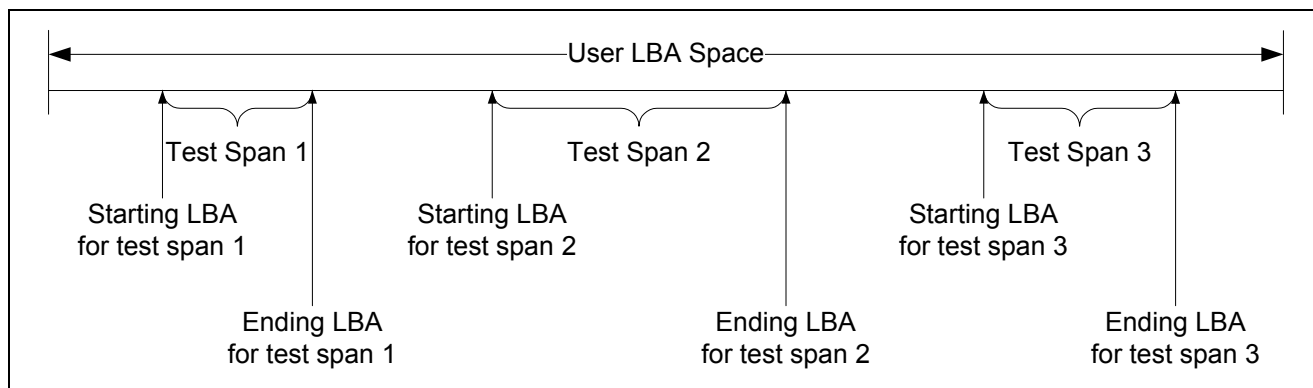 User LBA Space
Test Span 1
Test Span 2
Test Span 3
Starting LBA
for test span 1
Starting LBA
for test span 2
Starting LBA
for test span 3
Ending LBA
for test span 1
Ending LBA
for test span 2
Ending LBA
for test span 3